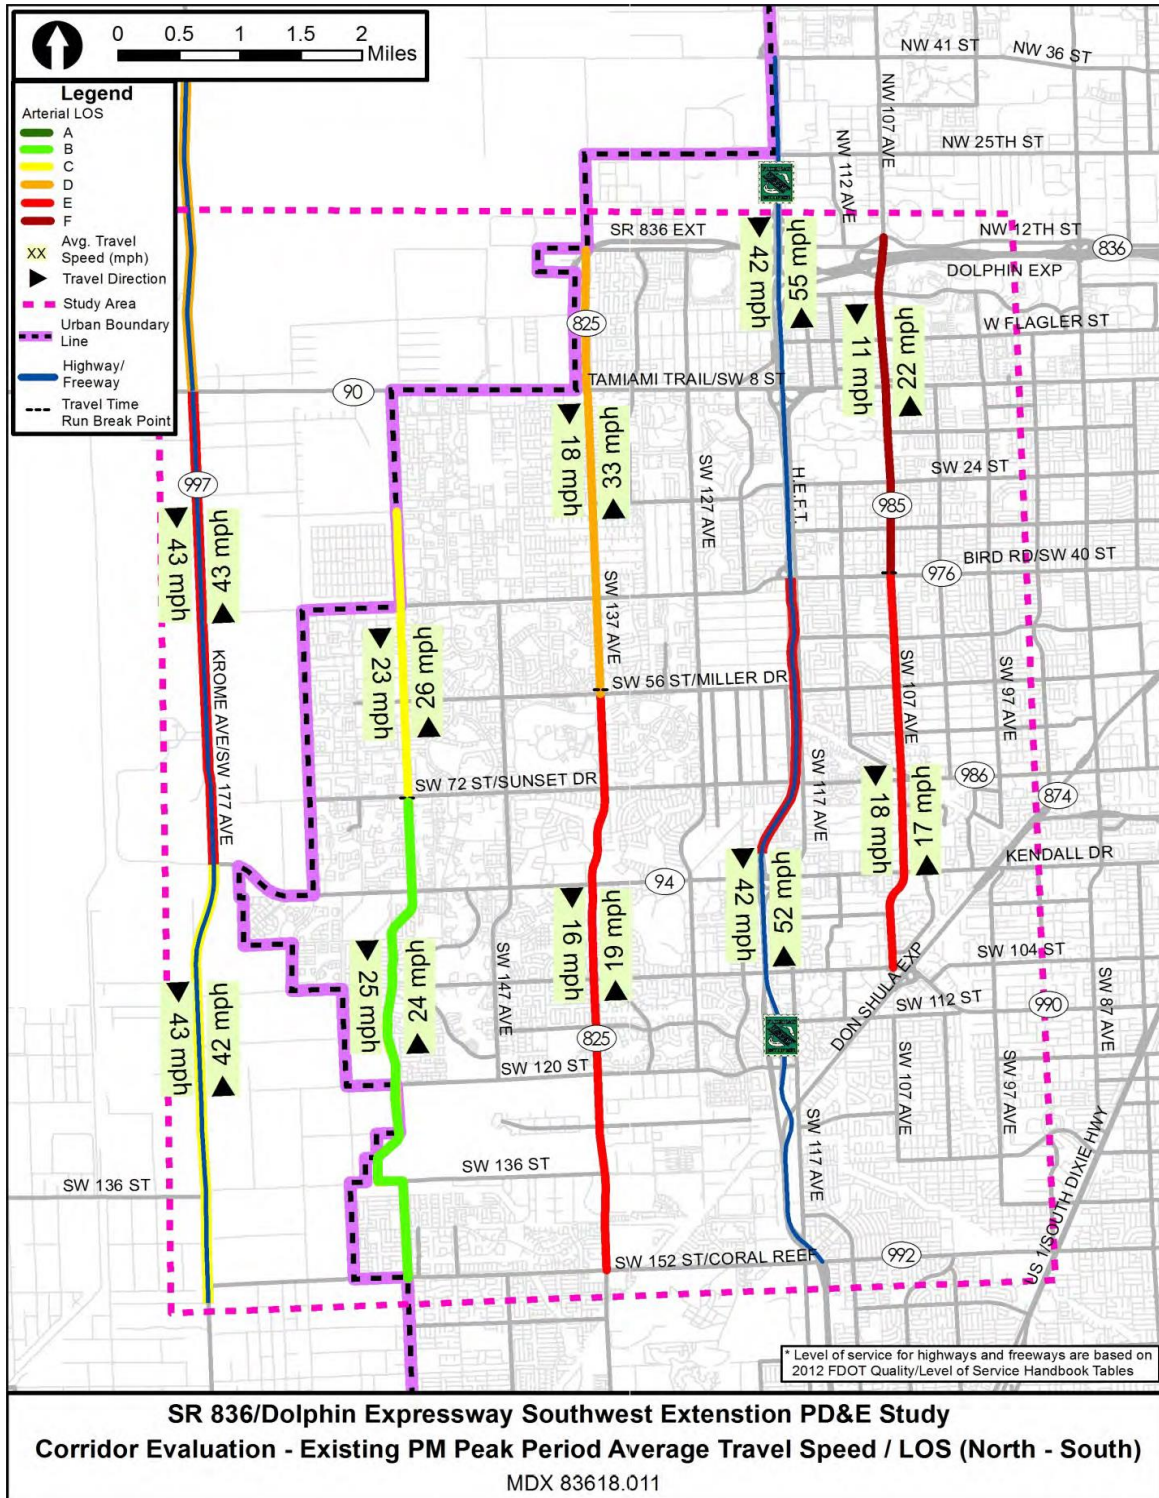 0 0.5 1 1.5 2
Miles
Legend
Arterial LOS
A
B
C
D
E
F
XX Avg. Travel
Speed (mph)
Travel Direction
Study Area
Urban Boundary
Line
Highway/
Freeway
Travel Time
Run Break Point
NW 41 ST
NW 36 ST
NW 107 AVE
NW 25TH ST
NW 112 AVE
SR 836 EXT
NW 12TH ST
836
DOLPHIN EXP
42 mph
55 mph
825
W FLAGLER ST
11 mph
22 mph
90
TAMIAMI TRAIL/SW 8 ST
18 mph
33 mph
SW 127 AVE
H.E.F.T.
SW 24 ST
997
985
43 mph
43 mph
BIRD RD/SW 40 ST
976
SW 137 AVE
KROME AVE/SW 177 AVE
23 mph
26 mph
SW 56 ST/MILLER DR
SW 107 AVE
SW 97 AVE
SW 72 ST/SUNSET DR
SW 117 AVE
18 mph
17 mph
986
874
KENDALL DR
94
42 mph
52 mph
16 mph
19 mph
25 mph
24 mph
SW 147 AVE
SW 104 ST
DON SHULA EXP
SW 112 ST
990
SW 87 AVE
43 mph
42 mph
825
SW 120 ST
SW 107 AVE
SW 97 AVE
SW 117 AVE
SW 136 ST
SW 136 ST
US 1/SOUTH DIXIE HWY
SW 152 ST/CORAL REEF
992
* Level of service for highways and freeways are based on
2012 FDOT Quality/Level of Service Handbook Tables
SR 836/Dolphin Expressway Southwest Extenstion PD&E Study
Corridor Evaluation - Existing PM Peak Period Average Travel Speed / LOS (North - South)
MDX 83618.011